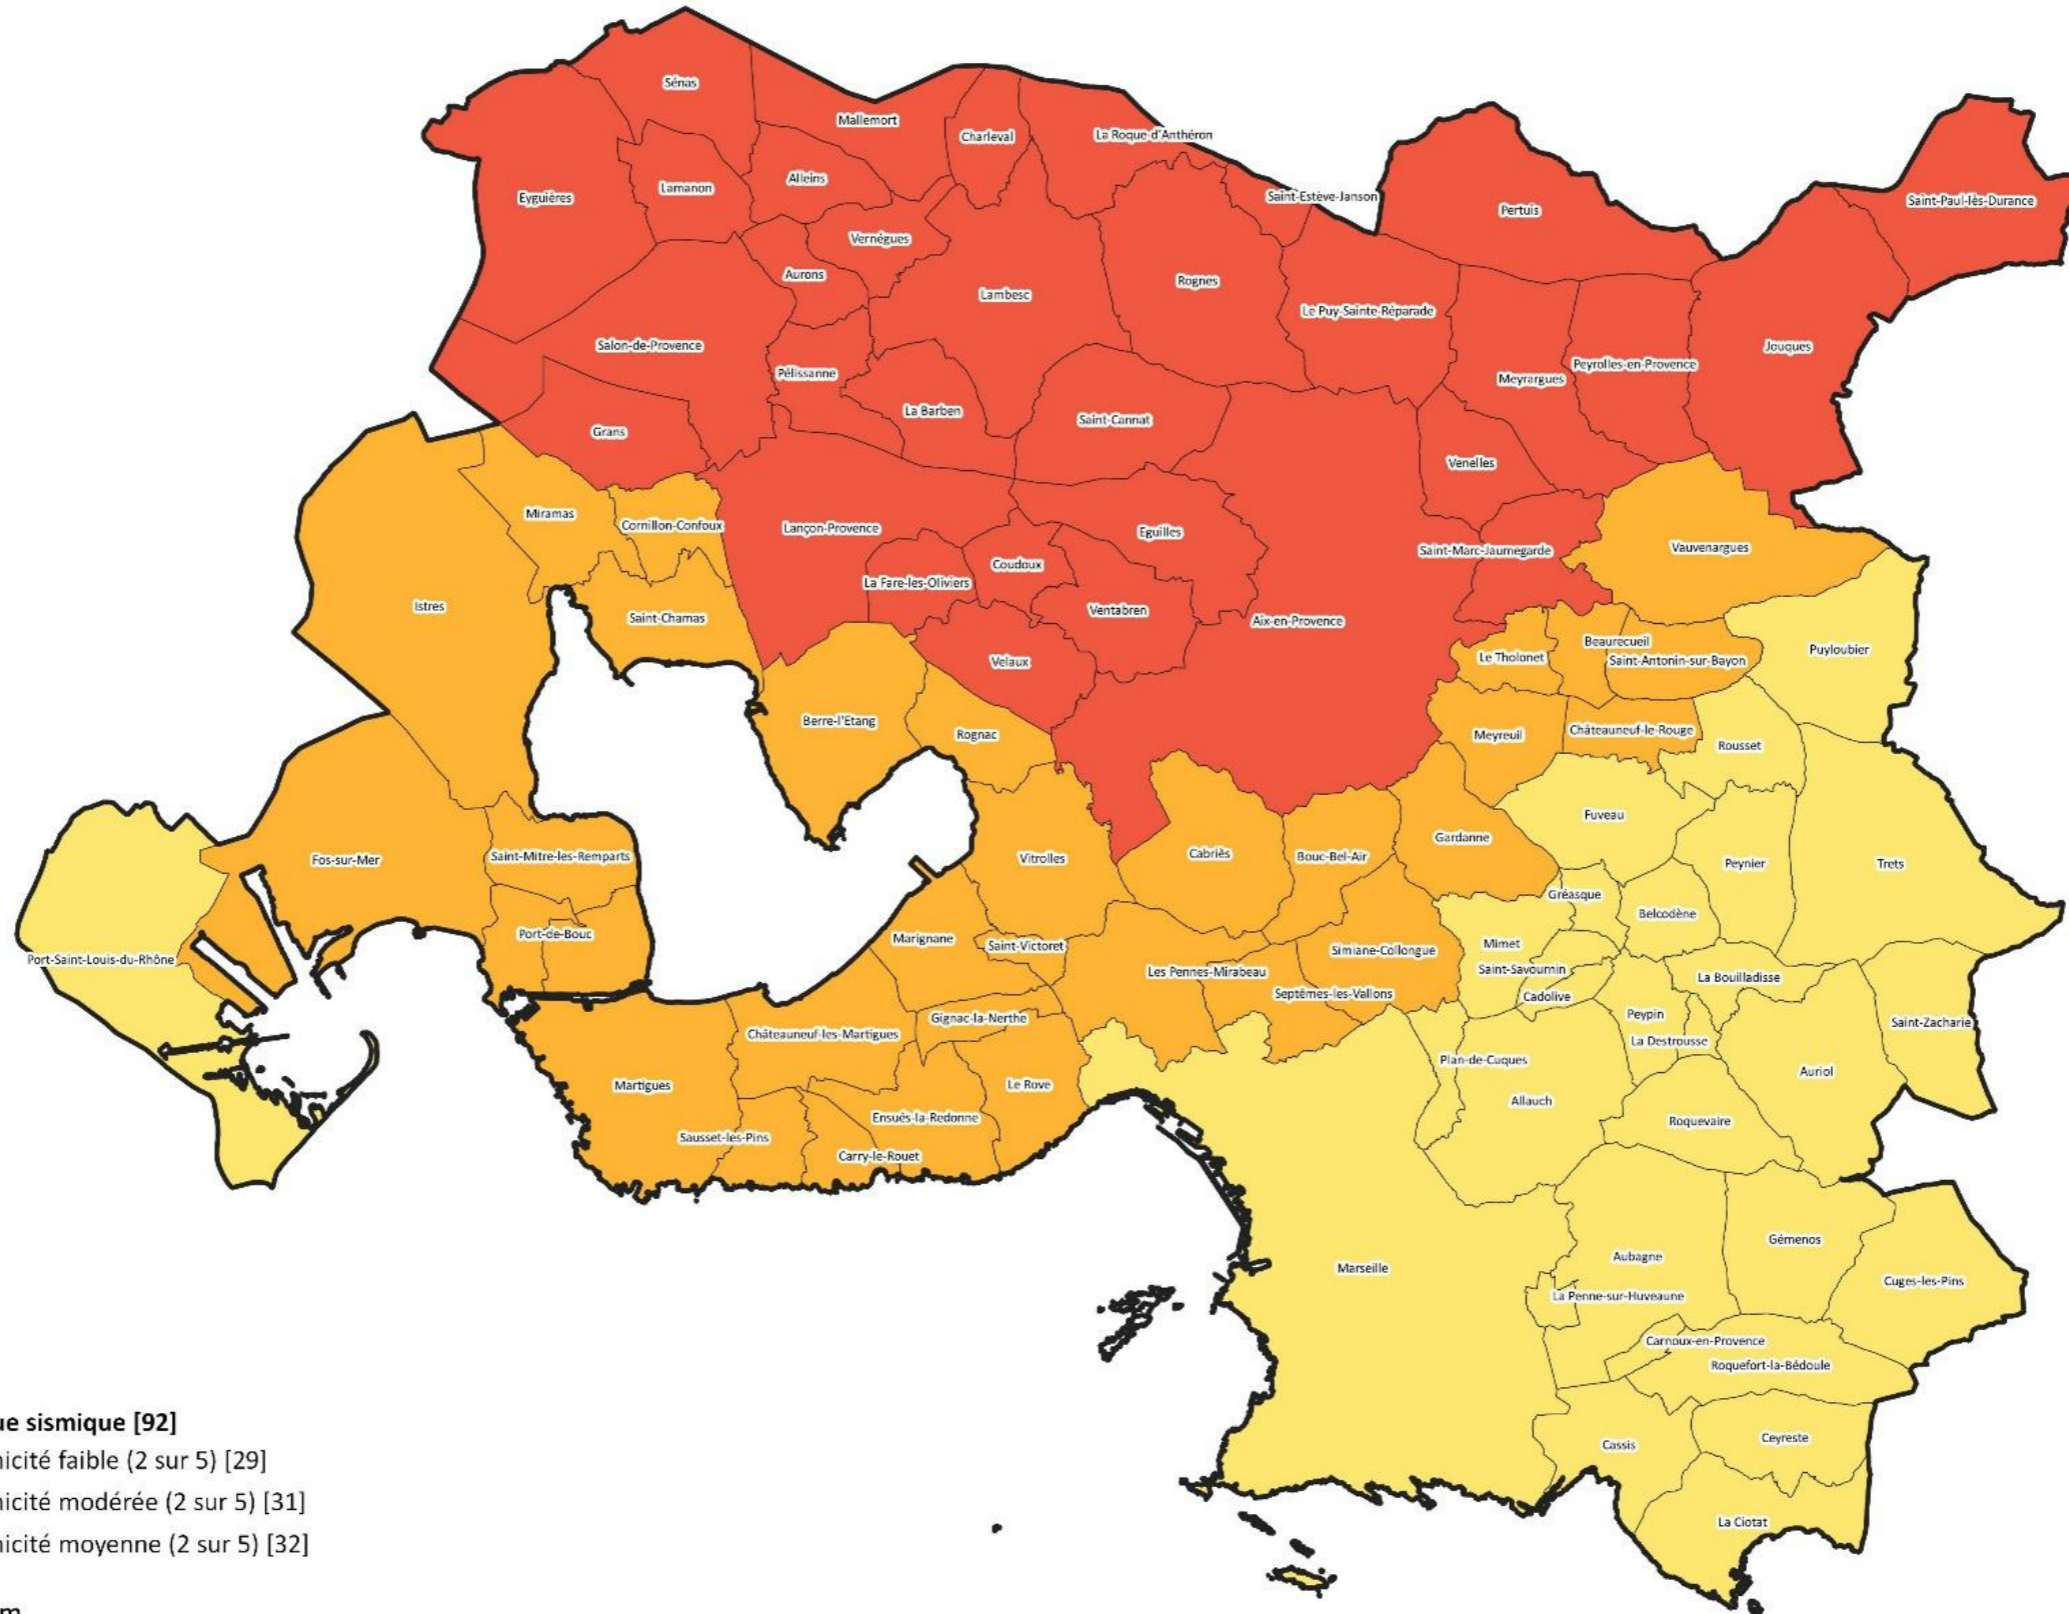 Sénas
Mallemort
Charleval
La Roque-d'Anthéron
Alleins
Lamanon
Eyguières
Saint-Estève-Janson
Pertuis
Saint-Paul-lès-Durance
Vernègues
Aurons
Lambesc
Rognes
Le Puy-Sainte-Réparade
Salon-de-Provence
Jouques
Peyrolles-en-Provence
Pélissanne
Meyrargues
La Barben
Saint-Cannat
Grans
Venelles
Miramas
Cornillon-Confoux
Lançon-Provence
Eguilles
Saint-Marc-Jaumegarde
Vauvenargues
Coudoux
La Fare-les-Oliviers
Istres
Ventabren
Saint-Chamas
Aix-en-Provence
Beaurecueil
Puyloubier
Le Tholonet
Saint-Antonin-sur-Bayon
Velaux
Berre-l'Etang
Rognac
Meyreuil
Châteauneuf-le-Rouge
Rousset
Fuveau
Gardanne
Fos-sur-Mer
Saint-Mitre-les-Remparts
Vitrolles
Cabriès
Bouc-Bel-Air
Peynier
Trets
Gréasque
Belcodène
Port-de-Bouc
Marignane
Saint-Victoret
Mimet
Simiane-Collongue
Port-Saint-Louis-du-Rhône
Les Pennes-Mirabeau
Saint-Savournin
La Bouilladisse
Septèmes-les-Vallons
Cadolive
Gignac-la-Nerthe
Peypin
Saint-Zacharie
Châteauneuf-les-Martigues
La Destrousse
Plan-de-Cuques
Auriol
Martigues
Le Rove
Allauch
Ensuès-la-Redonne
Roquevaire
Sausset-les-Pins
Carry-le-Rouet
Gémenos
Aubagne
Marseille
Cuges-les-Pins
La Penne-sur-Huveaune
Carnoux-en-Provence
Roquefort-la-Bédoule
Cassis
Ceyreste
La Ciotat
ue sismique [92]
nicité faible (2 sur 5) [29]
nicité modérée (2 sur 5) [31]
nicité moyenne (2 sur 5) [32]
m